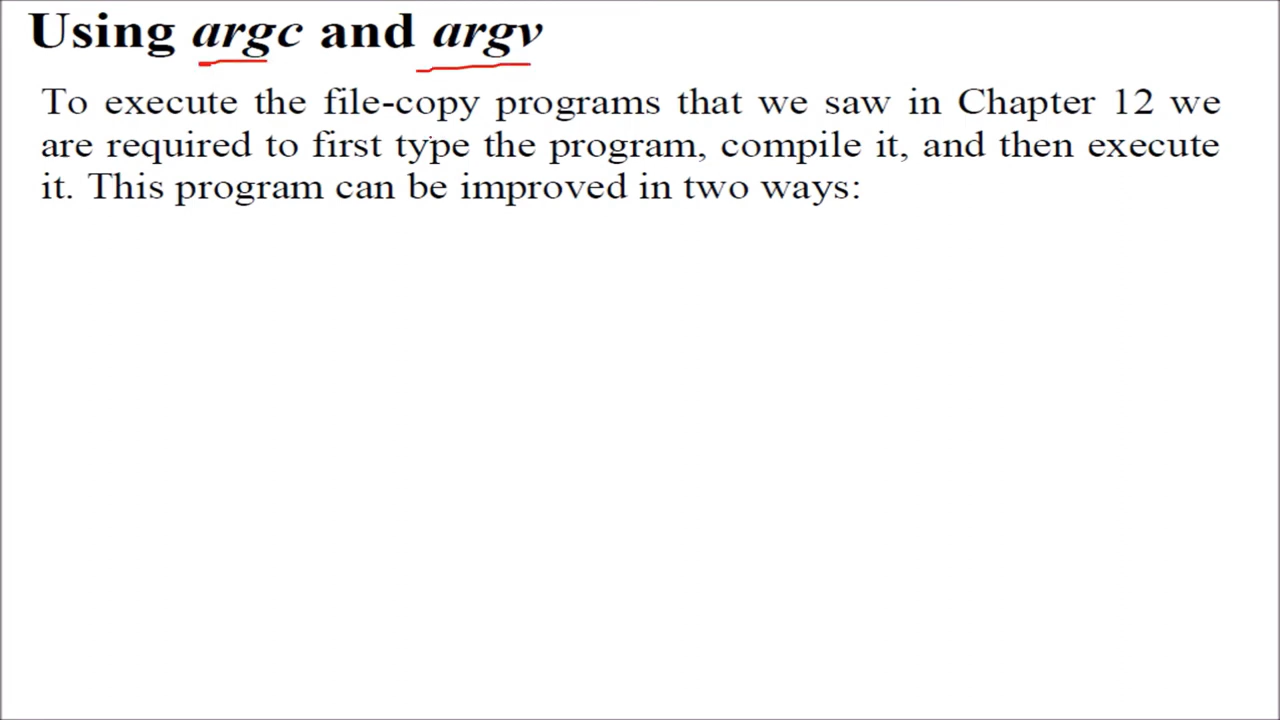 Using argc and argv
To execute the file-copy programs that we saw in Chapter 12 we
are required to first type the program, compile it, and then execute
it. This program can be improved in two ways: